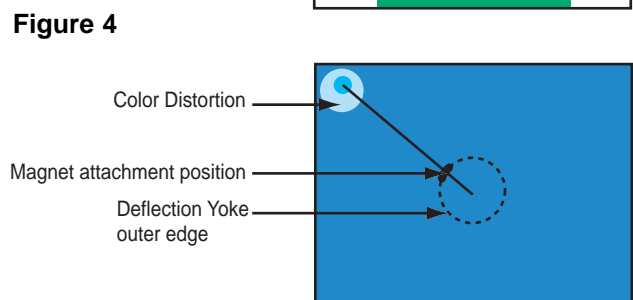 Figure 4
Color Distortion
Magnet attachment position
Deflection Yoke
outer edge